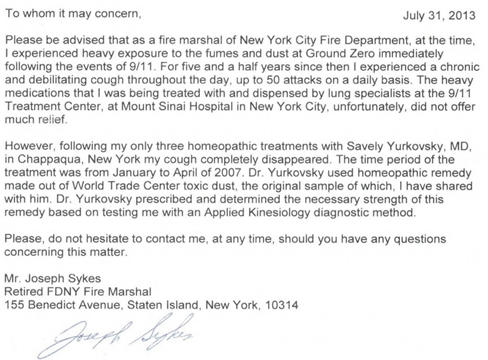 To whom it may concern,
July 31, 2013
Please be advised that as a fire marshal of New York City Fire Department, at the time,
I experienced heavy exposure to the fumes and dust at Ground Zero immediately
following the events of 9/11. For five and a half years since then I experienced a chronic
and debilitating cough throughout the day, up to 50 attacks on a daily basis. The heavy
medications that I was being treated with and dispensed by lung specialists at the 9/11
Treatment Center, at Mount Sinai Hospital in New York City, unfortunately, did not offer
much relief.
However, following my only three homeopathic treatments with Savely Yurkovsky, MD,
in Chappaqua, New York my cough completely disappeared. The time period of the
treatment was from January to April of 2007. Dr. Yurkovsky used homeopathic remedy
made out of World Trade Center toxic dust, the original sample of which, I have shared
with him. Dr. Yurkovsky prescribed and determined the necessary strength of this
remedy based on testing me with an Applied Kinesiology diagnostic method.
Please, do not hesitate to contact me, at any time, should you have any questions
concerning this matter.
Mr. Joseph Sykes
Retired FDNY Fire Marshal
155 Benedict Avenue, Staten Island, New York, 10314
Joseph Sykes